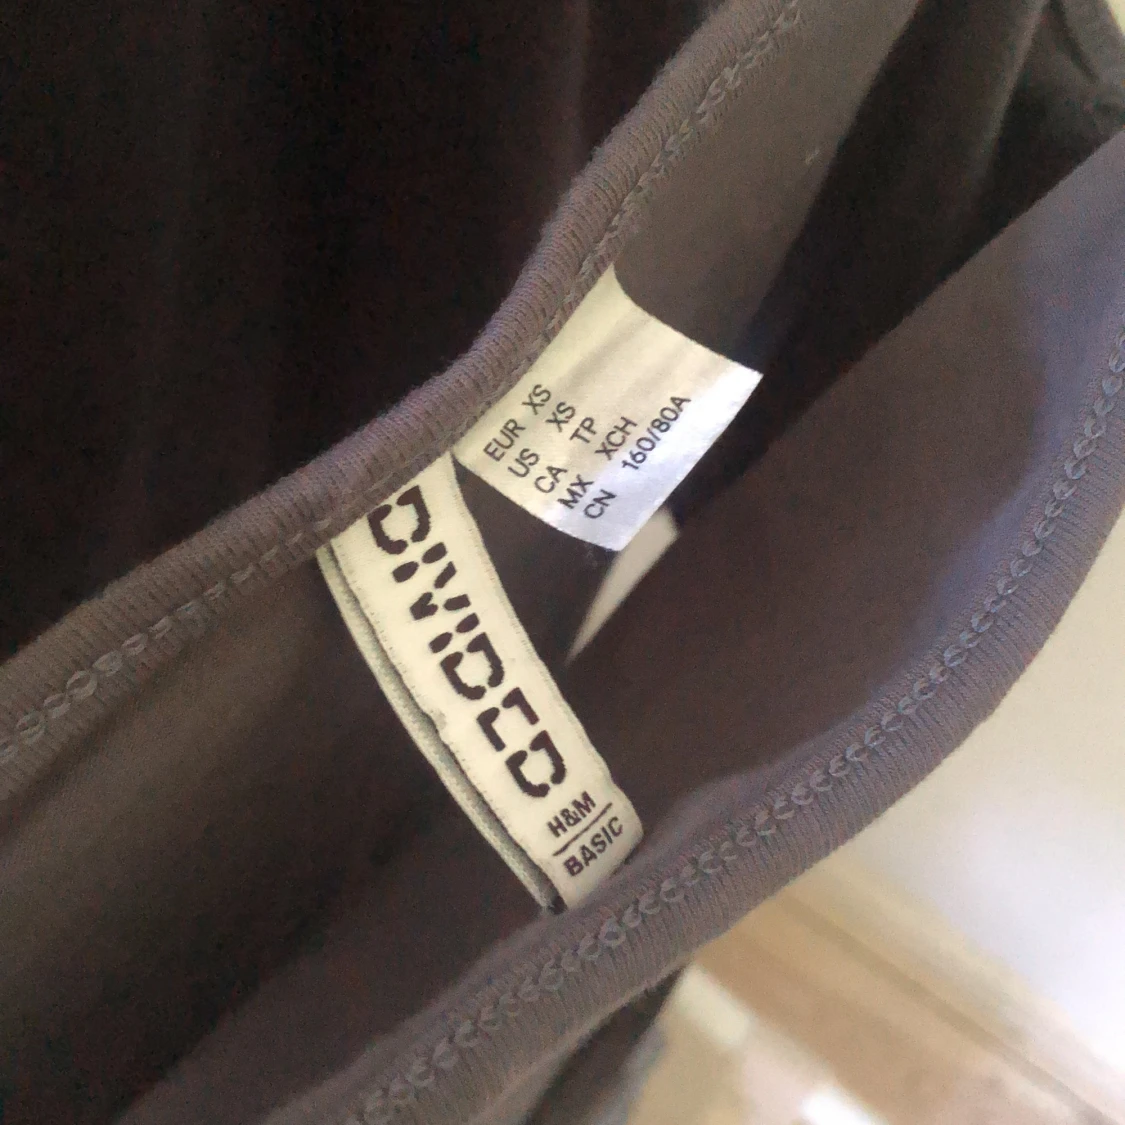 EUR XS
US XS
CA TP
MX XCH
CN 160/80A
DIVIDED
H&M
BASIC